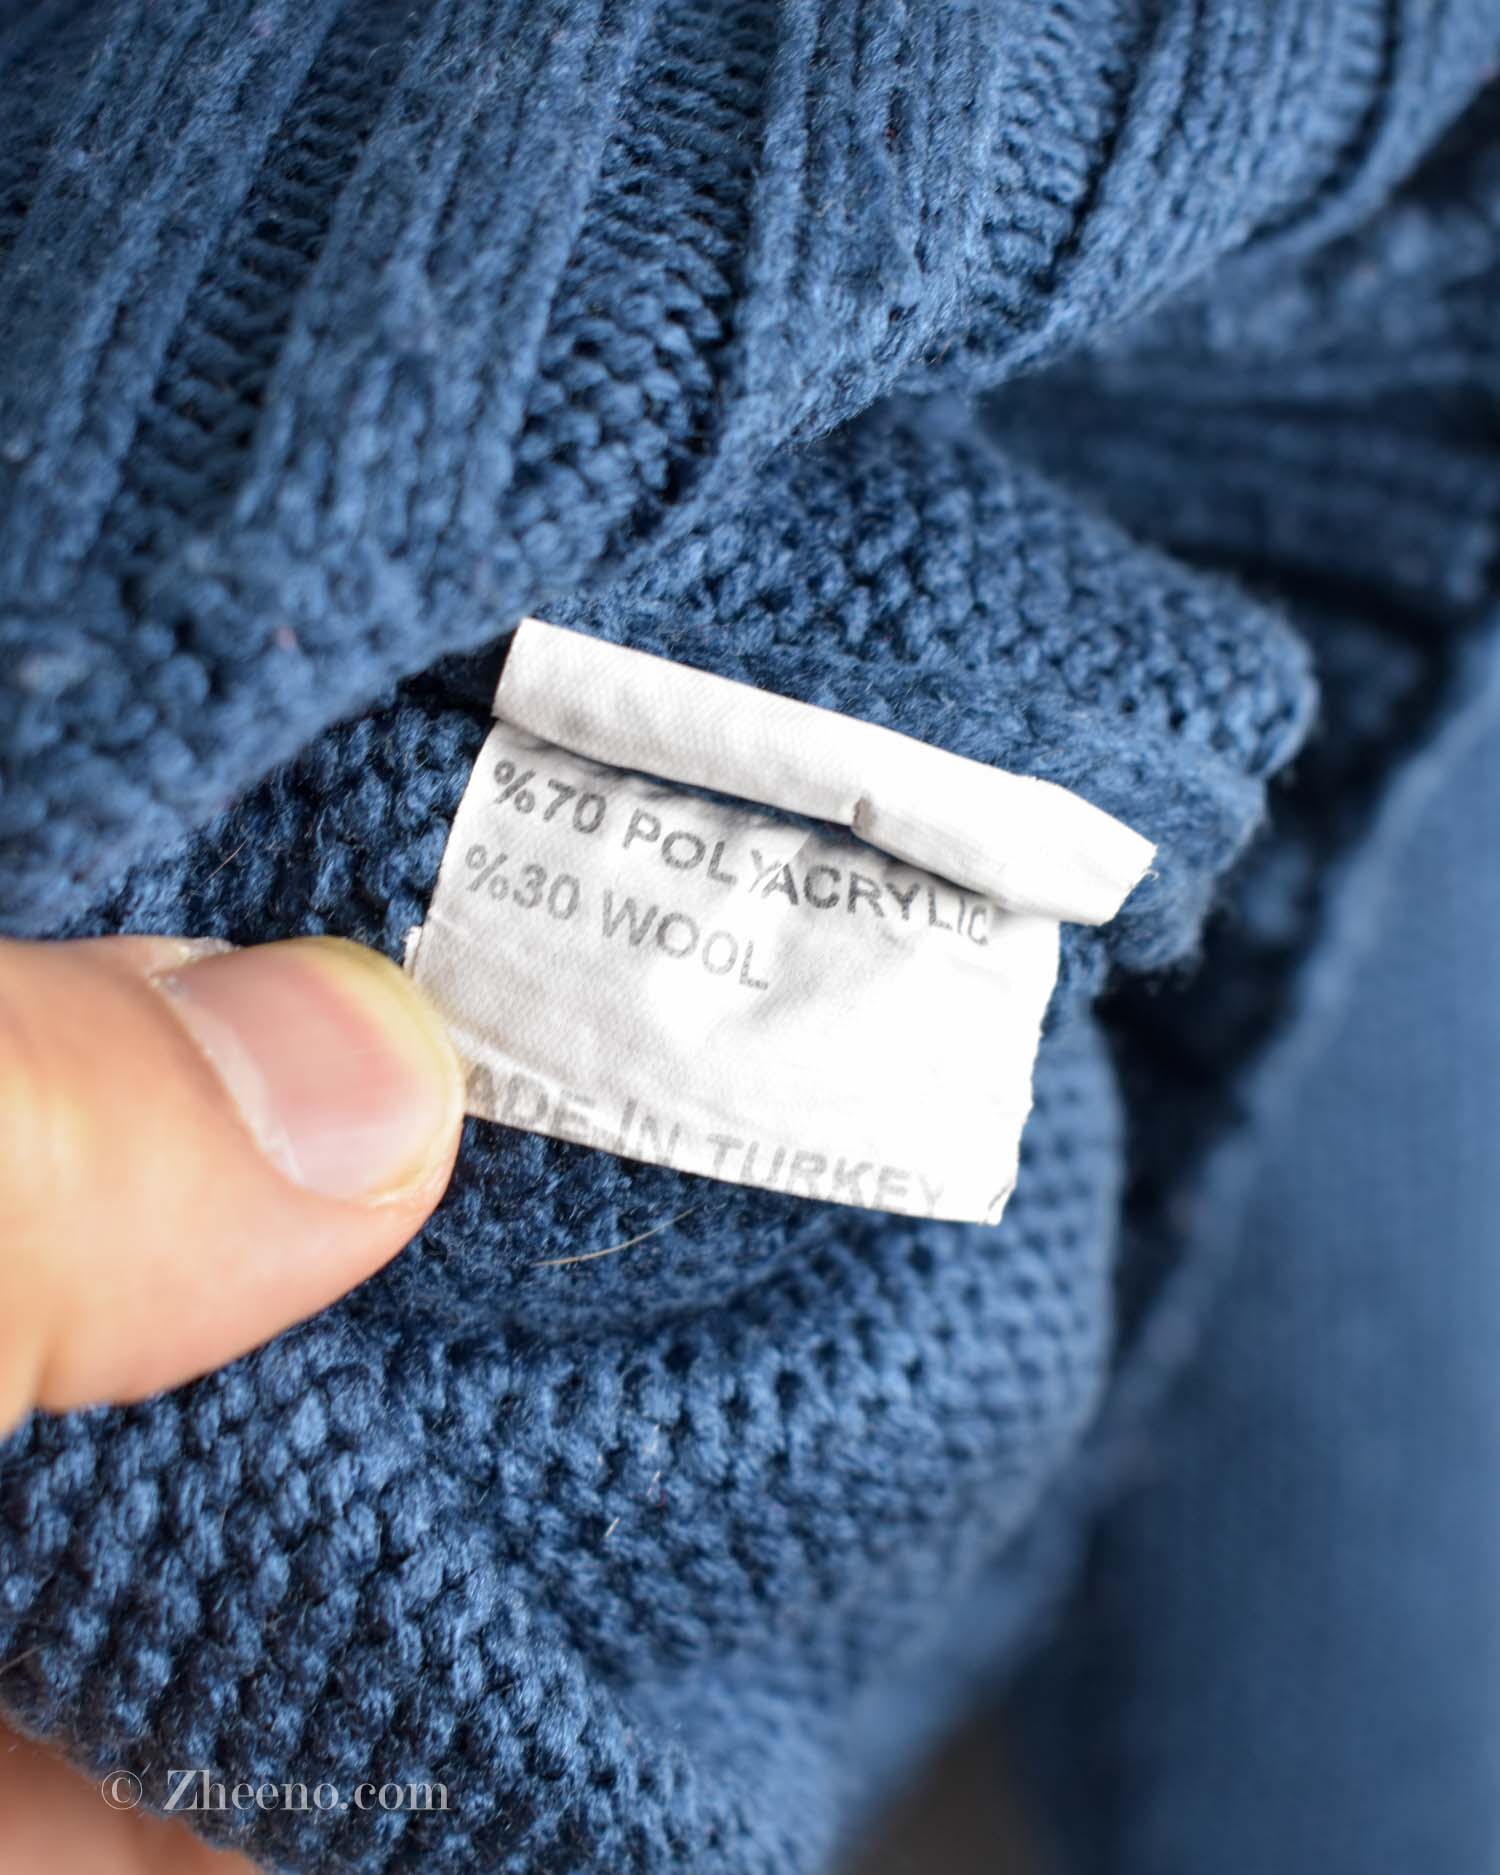 %70 POLYACRYLIC
%30 WOOL
ADE IN TURKEY
© Zheeno.com